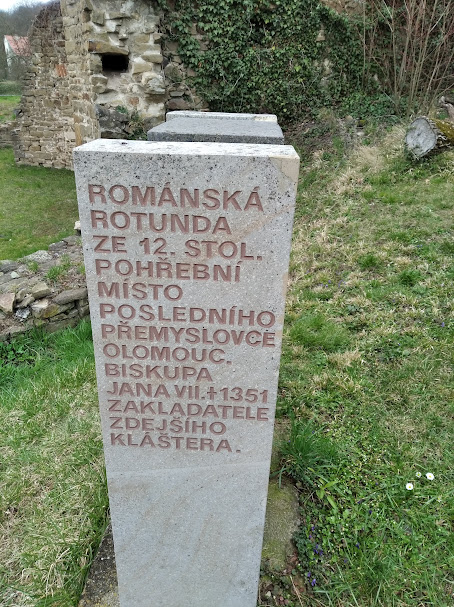 ROMÁNSKÁ
ROTUNDA
ZE 12. STOL.
POHŘEBNÍ
MÍSTO
POSLEDNÍHO
PŘEMYSLOVCE
OLOMOUC.
BISKUPA
JANA VII. +1351
ZAKLADATELE
ZDEJŠÍHO
KLÁŠTERA.